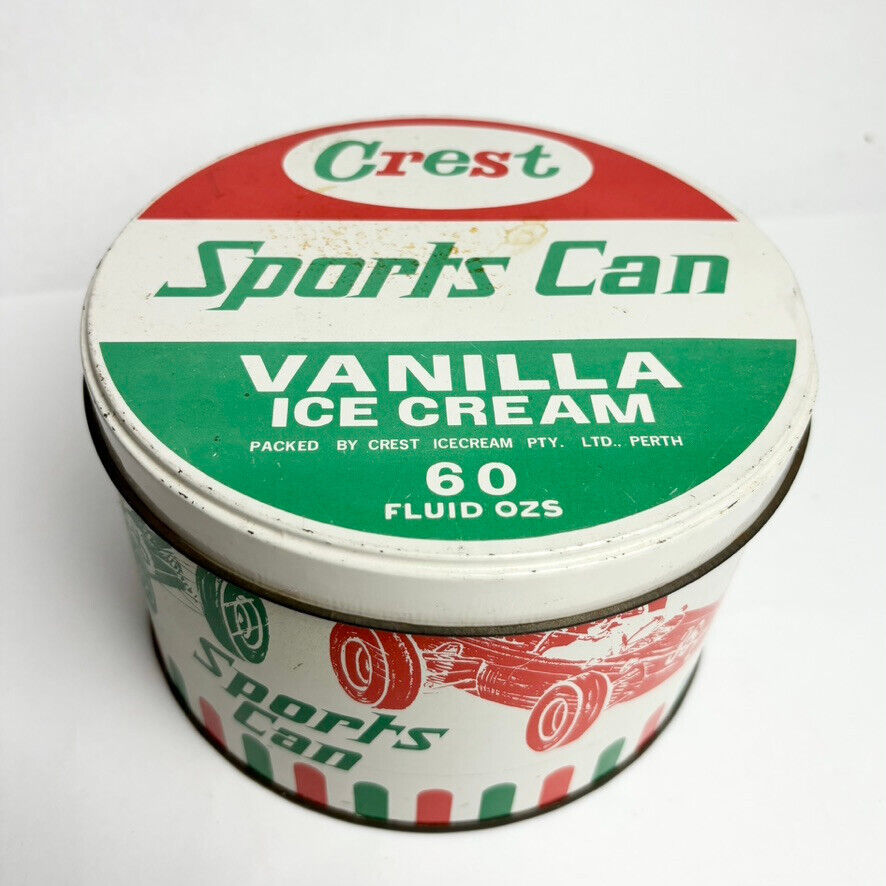 Crest
Sports Can
VANILLA
ICE CREAM
PACKED BY CREST ICECREAM PTY. LTD., PERTH
60
FLUID OZS
Sports
Can